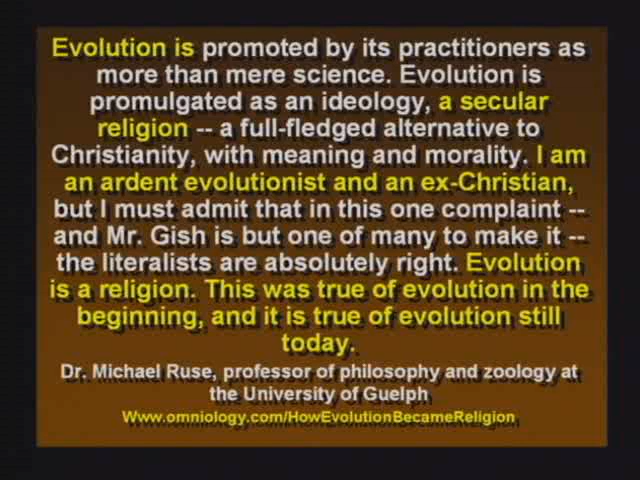 Evolution is promoted by its practitioners as
more than mere science. Evolution is
promulgated as an ideology, a secular
religion -- a full-fledged alternative to
Christianity, with meaning and morality. I am
an ardent evolutionist and an ex-Christian,
but I must admit that in this one complaint --
and Mr. Gish is but one of many to make it --
the literalists are absolutely right. Evolution
is a religion. This was true of evolution in the
beginning, and it is true of evolution still
today.
Dr. Michael Ruse, professor of philosophy and zoology at
the University of Guelph
Www.omniology.com/HowEvolutionBecameReligion